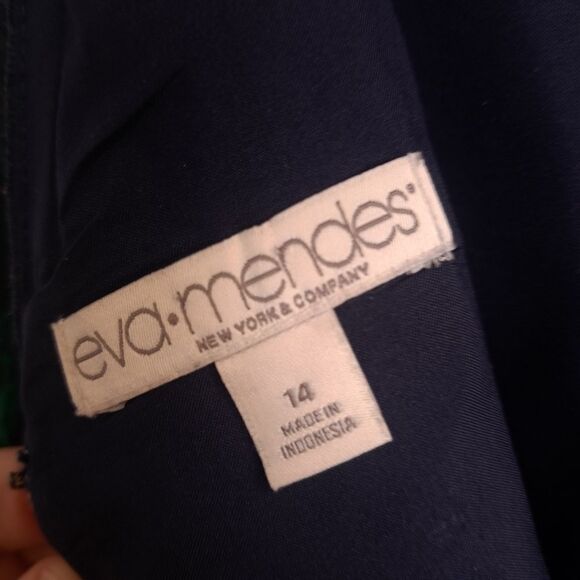 eva•mendes®
NEW YORK & COMPANY
14
MADE IN
INDONESIA